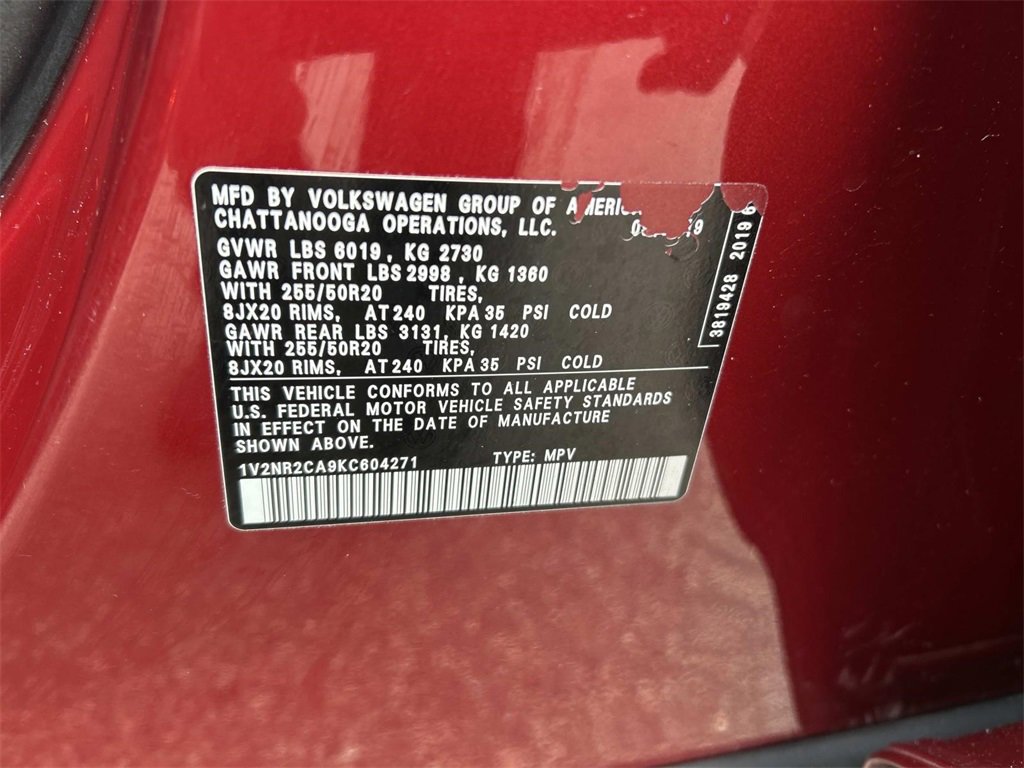 MFD BY VOLKSWAGEN GROUP OF
CHATTANOOGA OPERATIONS, LLC.
GVWR LBS 6019, KG 2730
GAWR FRONT LBS 2998, KG 1360
WITH 255/50R20 TIRES,
8JX20 RIMS, AT 240 KPA 35 PSI COLD
GAWR REAR LBS 3131, KG 1420
WITH 255/50R20 TIRES,
8JX20 RIMS, AT 240 KPA 35 PSI COLD
THIS VEHICLE CONFORMS TO ALL APPLICABLE
U.S. FEDERAL MOTOR VEHICLE SAFETY STANDARDS
IN EFFECT ON THE DATE OF MANUFACTURE
SHOWN ABOVE.
1V2NR2CA9KC604271 TYPE: MPV
3819428 2019